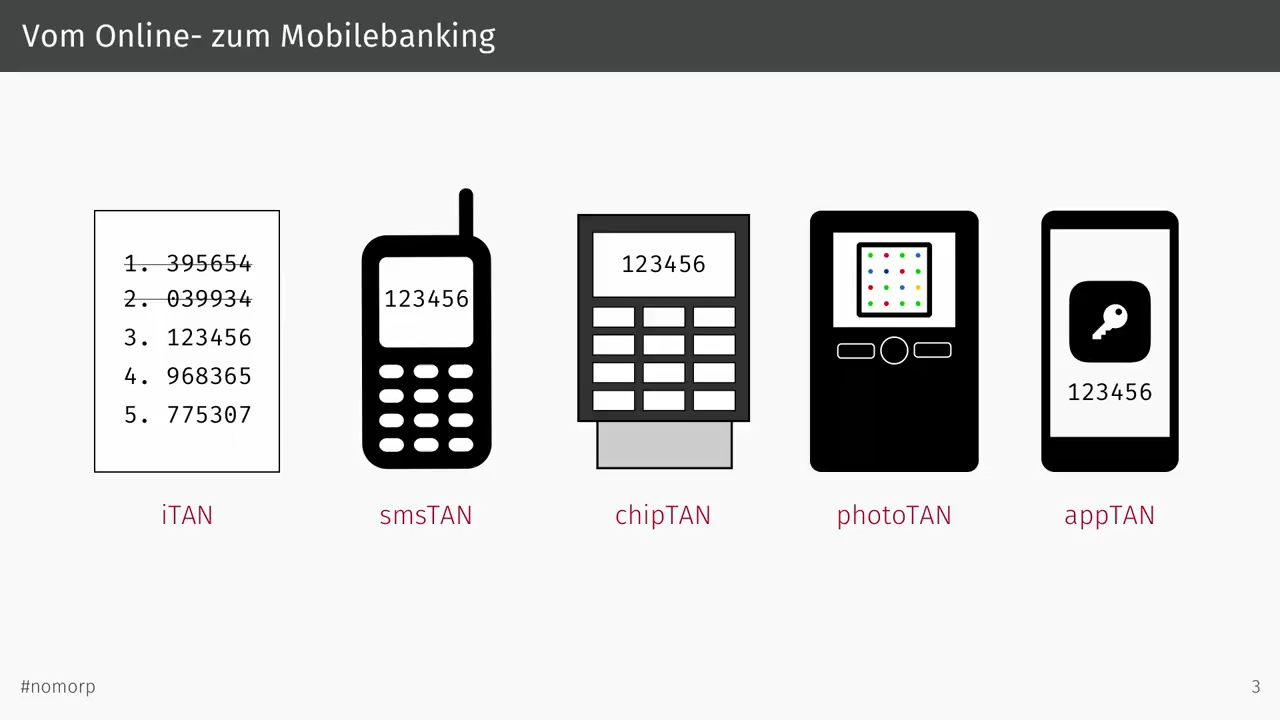 Vom Online- zum Mobilebanking
1. 395654
2. 039934
3. 123456
4. 968365
5. 775307
123456
123456
123456
iTAN
smsTAN
chipTAN
photoTAN
appTAN
#nomorp
3